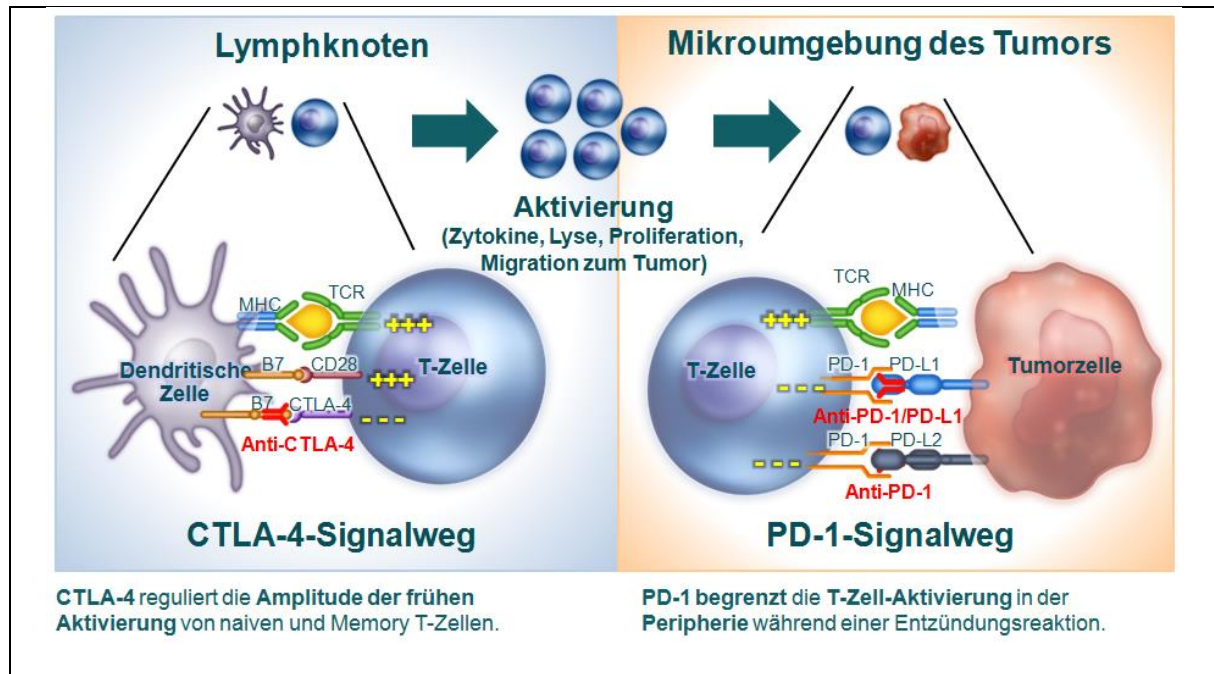 Lymphknoten
Mikroumgebung des Tumors
Aktivierung
(Zytokine, Lyse, Proliferation,
Migration zum Tumor)
MHC
TCR
+++
Dendritische
Zelle
B7
CD28
+++
T-Zelle
B7
CTLA-4
- - -
Anti-CTLA-4
TCR
MHC
+++
T-Zelle
PD-1
PD-L1
- - -
Tumorzelle
Anti-PD-1/PD-L1
PD-1
PD-L2
- - -
Anti-PD-1
CTLA-4-Signalweg
PD-1-Signalweg
CTLA-4 reguliert die Amplitude der frühen
Aktivierung von naiven und Memory T-Zellen.
PD-1 begrenzt die T-Zell-Aktivierung in der
Peripherie während einer Entzündungsreaktion.